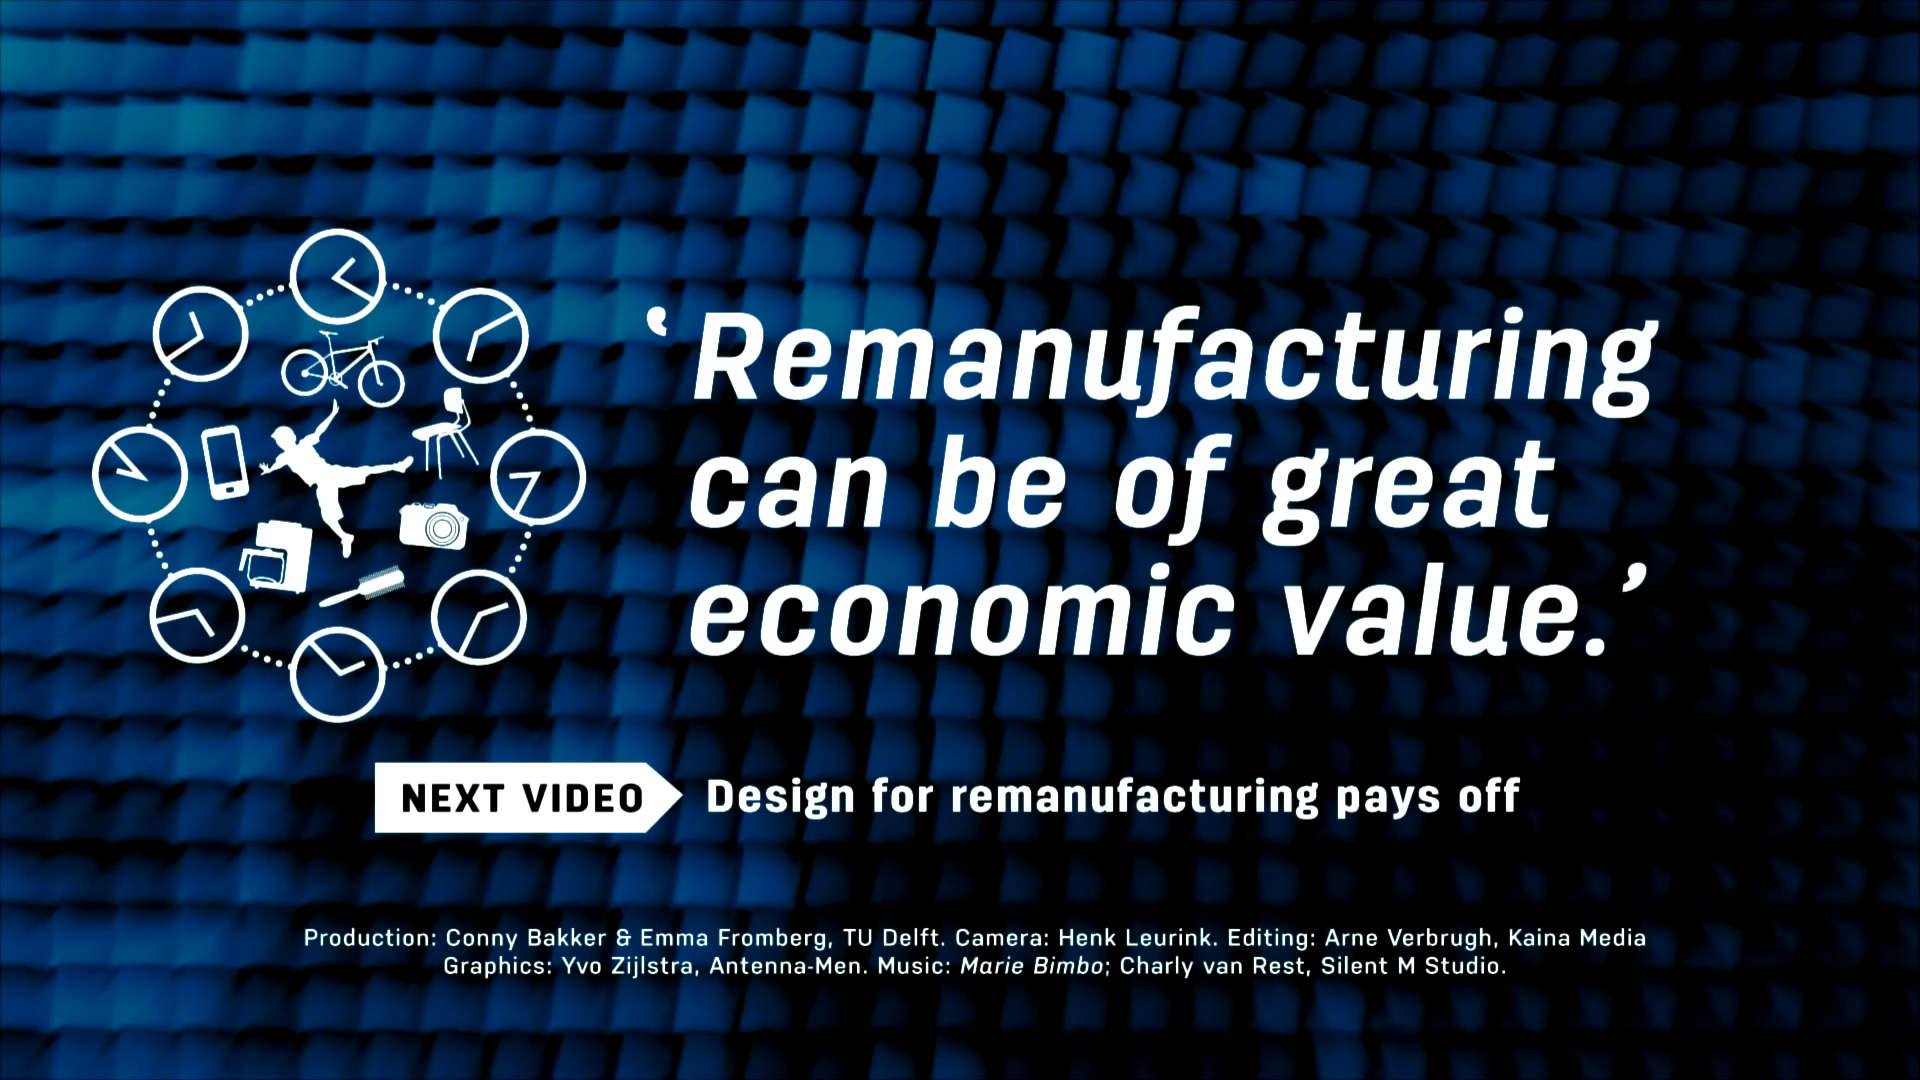 ‘Remanufacturing
can be of great
economic value.’
NEXT VIDEO Design for remanufacturing pays off
Production: Conny Bakker & Emma Fromberg, TU Delft. Camera: Henk Leurink. Editing: Arne Verbrugh, Kaina Media
Graphics: Yvo Zijlstra, Antenna-Men. Music: Marie Bimbo; Charly van Rest, Silent M Studio.